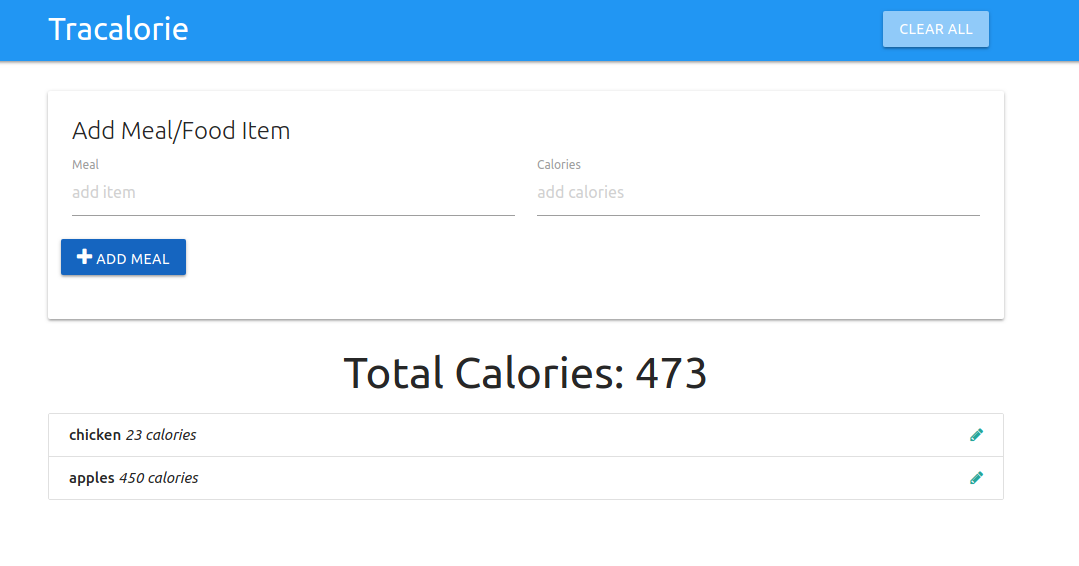 Tracalorie
CLEAR ALL
Add Meal/Food Item
Meal
Calories
add item
add calories
ADD MEAL
Total Calories: 473
chicken 23 calories
apples 450 calories